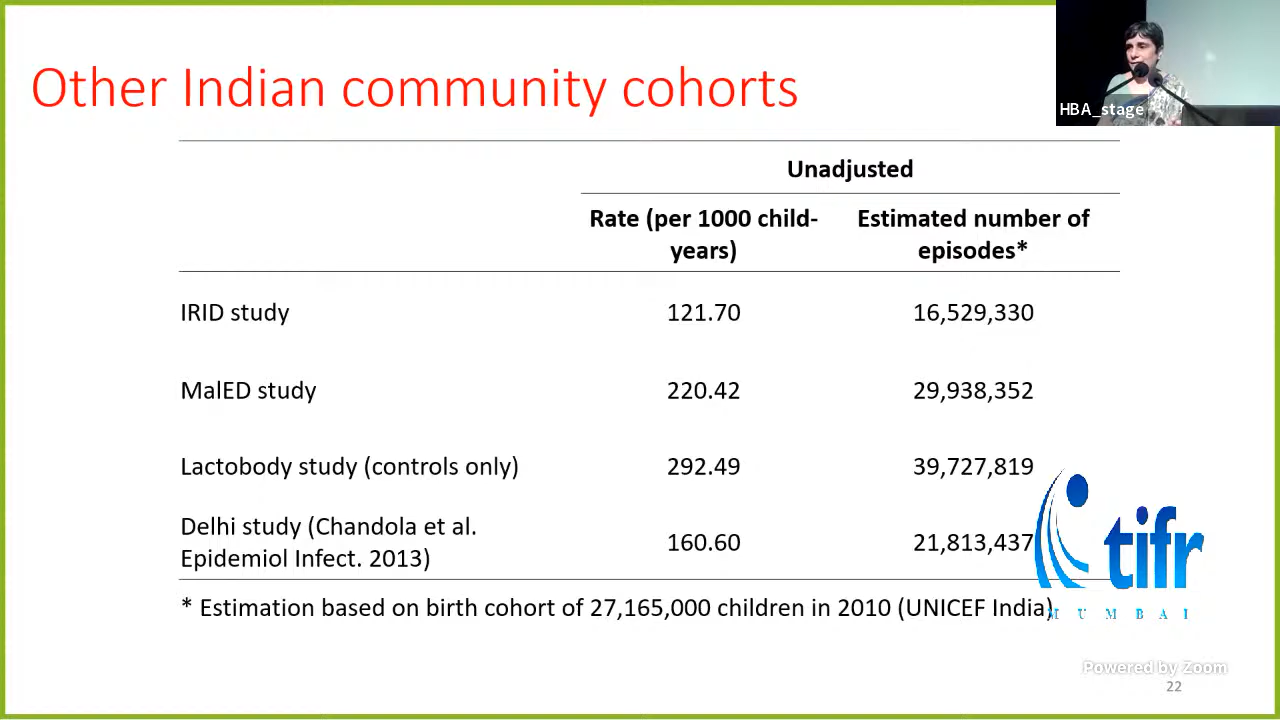 Other Indian community cohorts
HBA_stage
Unadjusted
Rate (per 1000 child-
years)
Estimated number of
episodes*
IRID study 121.70 16,529,330
MalED study 220.42 29,938,352
Lactobody study (controls only) 292.49 39,727,819
Delhi study (Chandola et al.
Epidemiol Infect. 2013) 160.60 21,813,437
* Estimation based on birth cohort of 27,165,000 children in 2010 (UNICEF India)
tifr
MUMBAI
Powered by Zoom
22